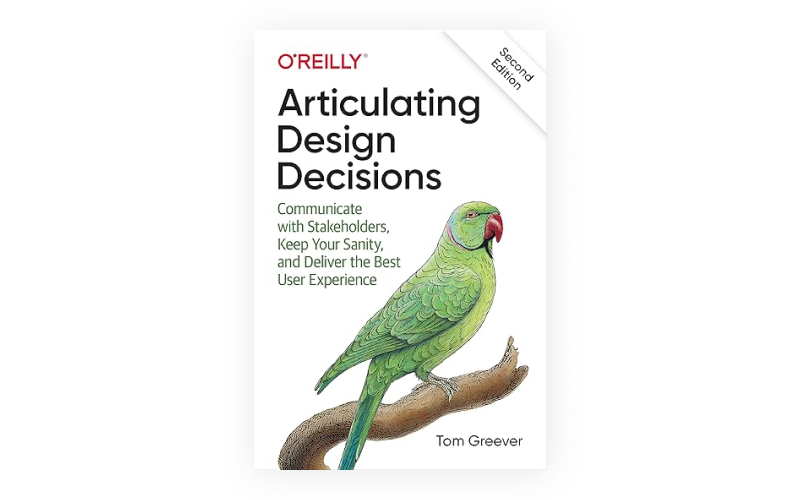 O'REILLY®
Second
Edition
Articulating
Design
Decisions
Communicate
with Stakeholders,
Keep Your Sanity,
and Deliver the Best
User Experience
Tom Greever